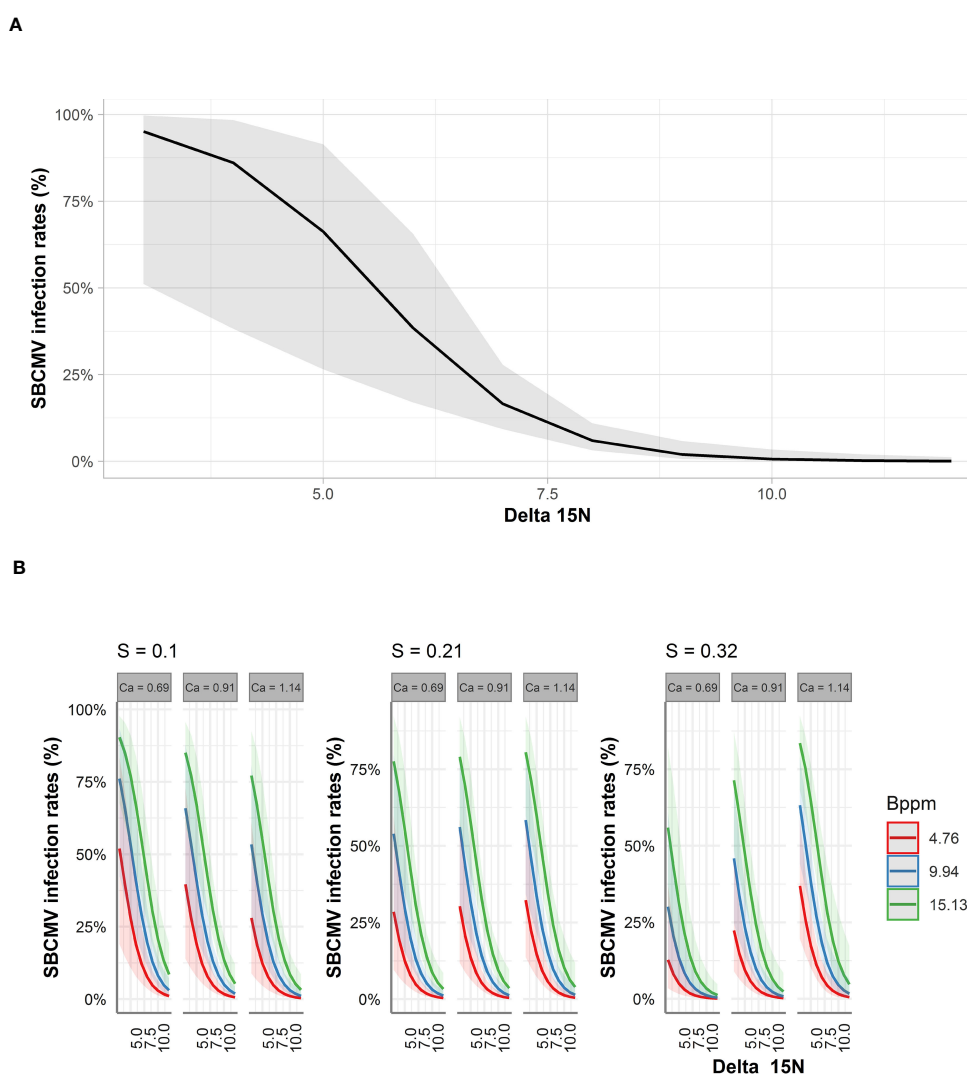 A
SBCMV infection rates (%)
100%
75%
50%
25%
0%
5.0
7.5
10.0
Delta 15N
B
S = 0.1
S = 0.21
S = 0.32
Ca = 0.69
Ca = 0.91
Ca = 1.14
Ca = 0.69
Ca = 0.91
Ca = 1.14
Ca = 0.69
Ca = 0.91
Ca = 1.14
SBCMV infection rates (%)
100%
75%
50%
25%
0%
SBCMV infection rates (%)
75%
50%
25%
0%
SBCMV infection rates (%)
75%
50%
25%
0%
5.0
7.5
10.0
5.0
7.5
10.0
5.0
7.5
10.0
5.0
7.5
10.0
5.0
7.5
10.0
5.0
7.5
10.0
5.0
7.5
10.0
5.0
7.5
10.0
5.0
7.5
10.0
Delta 15N
Bppm
4.76
9.94
15.13